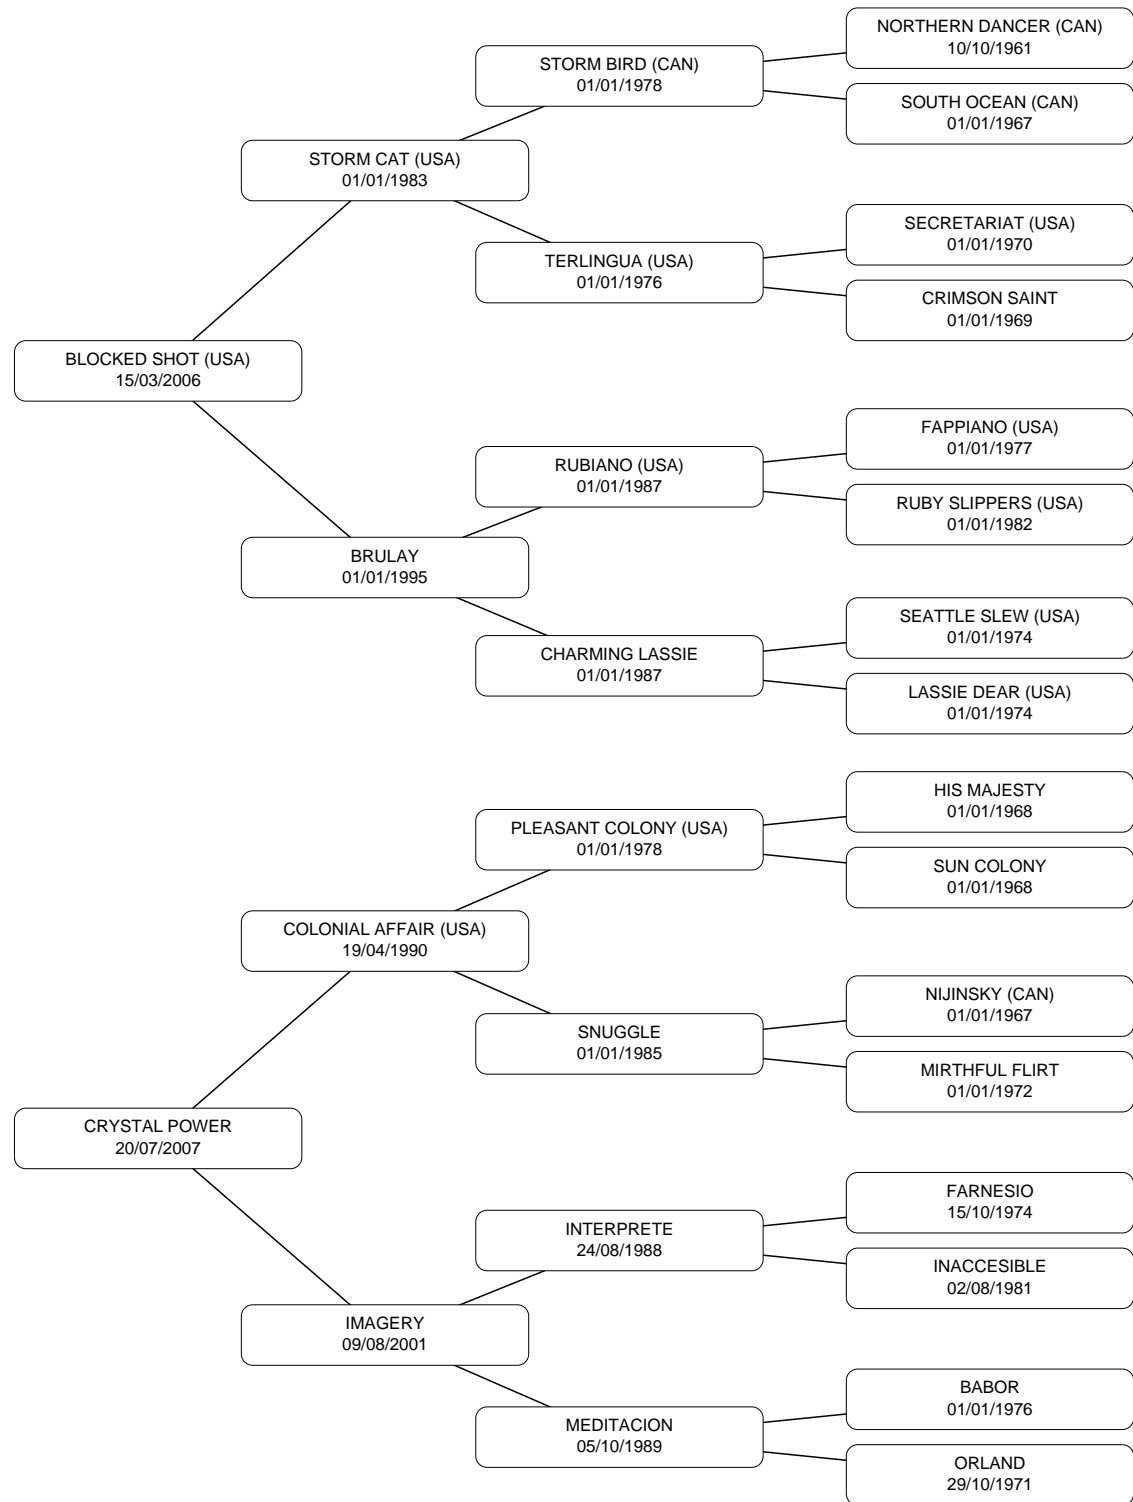 NORTHERN DANCER (CAN)
10/10/1961
STORM BIRD (CAN)
01/01/1978
SOUTH OCEAN (CAN)
01/01/1967
STORM CAT (USA)
01/01/1983
SECRETARIAT (USA)
01/01/1970
TERLINGUA (USA)
01/01/1976
CRIMSON SAINT
01/01/1969
BLOCKED SHOT (USA)
15/03/2006
FAPPIANO (USA)
01/01/1977
RUBIANO (USA)
01/01/1987
RUBY SLIPPERS (USA)
01/01/1982
BRULAY
01/01/1995
SEATTLE SLEW (USA)
01/01/1974
CHARMING LASSIE
01/01/1987
LASSIE DEAR (USA)
01/01/1974
HIS MAJESTY
01/01/1968
PLEASANT COLONY (USA)
01/01/1978
SUN COLONY
01/01/1968
COLONIAL AFFAIR (USA)
19/04/1990
NIJINSKY (CAN)
01/01/1967
SNUGGLE
01/01/1985
MIRTHFUL FLIRT
01/01/1972
CRYSTAL POWER
20/07/2007
FARNESIO
15/10/1974
INTERPRETE
24/08/1988
INACCESIBLE
02/08/1981
IMAGERY
09/08/2001
BABOR
01/01/1976
MEDITACION
05/10/1989
ORLAND
29/10/1971